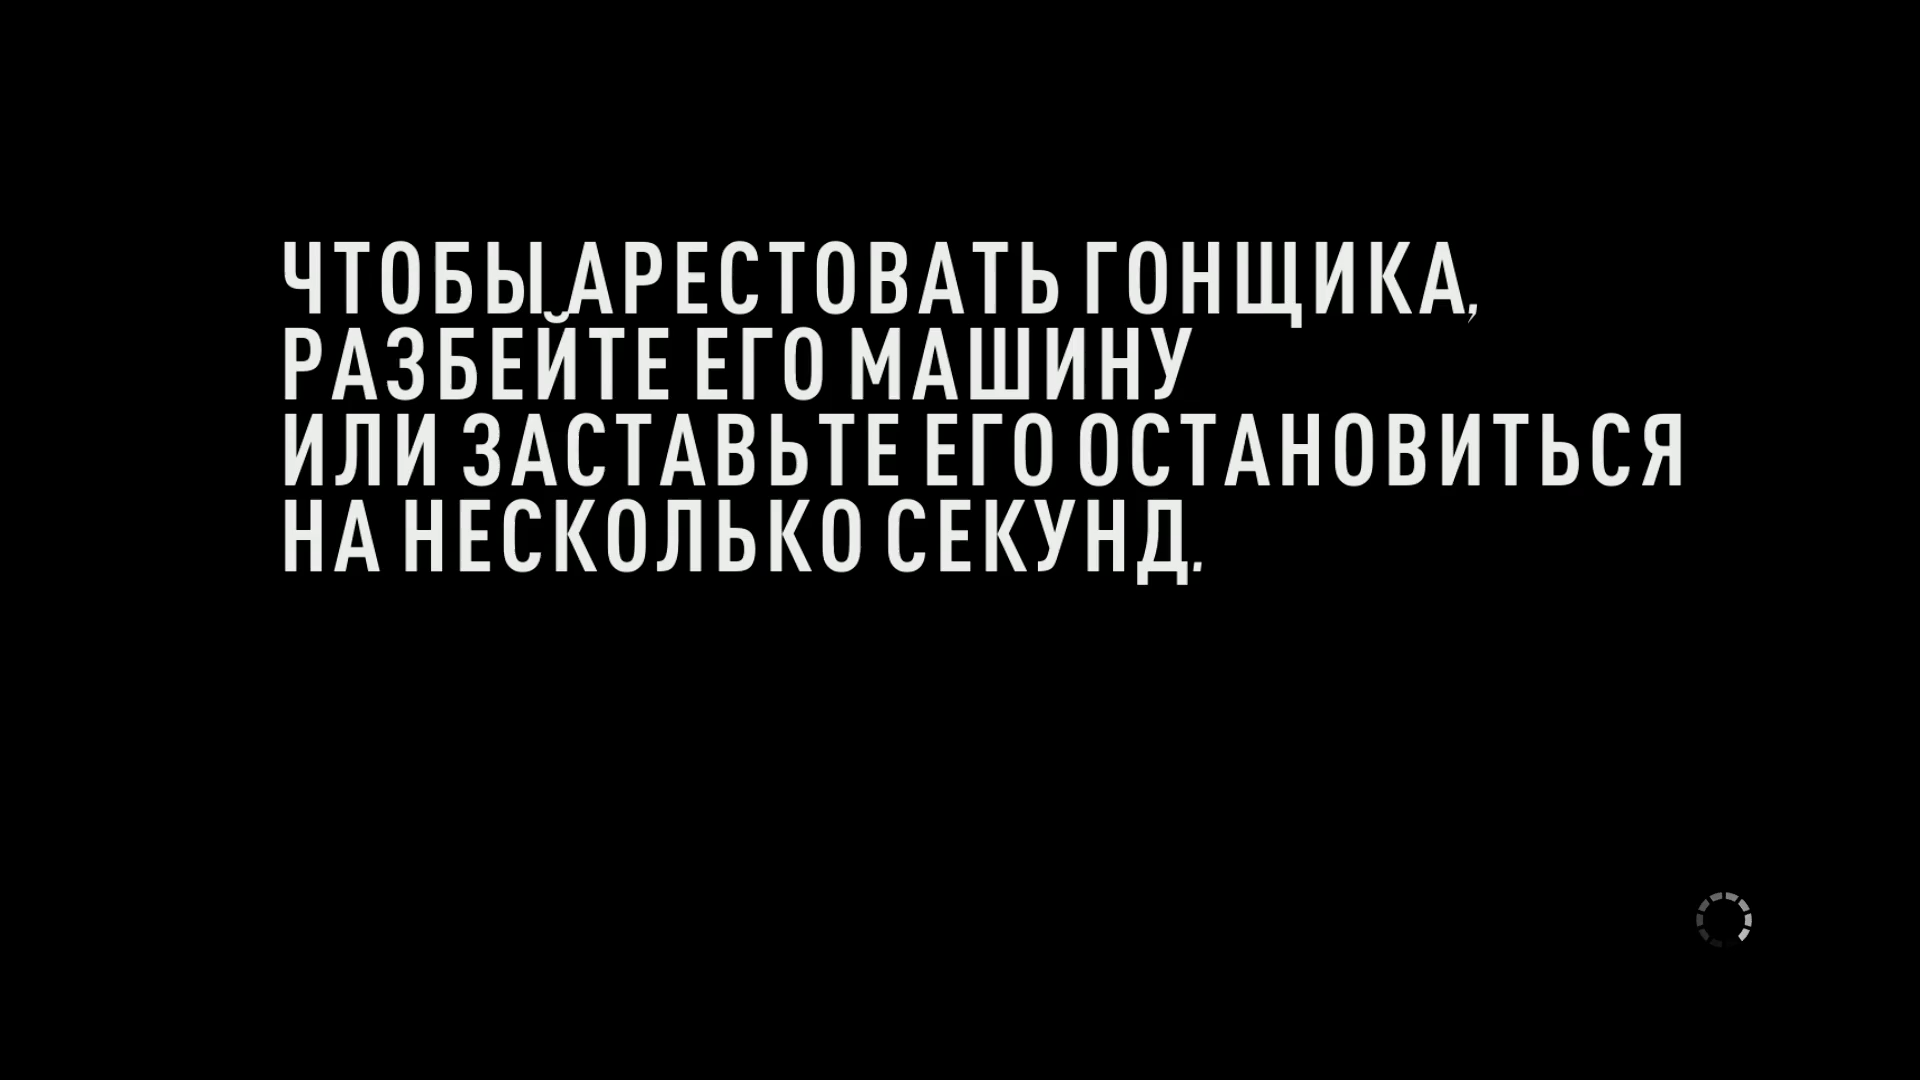 ЧТОБЫ АРЕСТОВАТЬ ГОНЩИКА,
РАЗБЕЙТЕ ЕГО МАШИНУ
ИЛИ ЗАСТАВЬТЕ ЕГО ОСТАНОВИТЬСЯ
НА НЕСКОЛЬКО СЕКУНД.